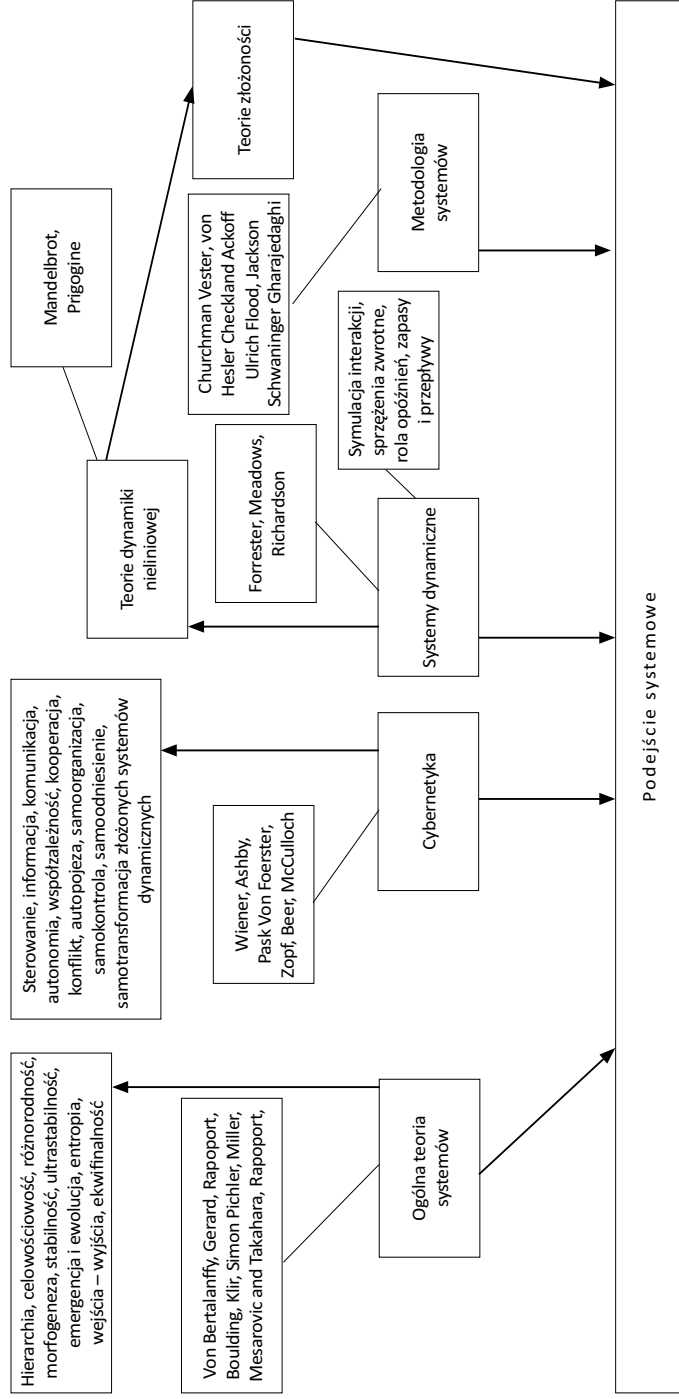 Hierarchia, celowościowość, różnorodność,
morfogeneza, stabilność, ultrastabilność,
emergencja i ewolucja, entropia,
wejścia – wyjścia, ekwifinalność
Sterowanie, informacja, komunikacja,
autonomia, współzależność, kooperacja,
konflikt, autopojeza, samoorganizacja,
samokontrola, samoodniesienie,
samotransformacja złożonych systemów
dynamicznych
Mandelbrot,
Prigogine
Teorie dynamiki
nieliniowej
Teorie złożoności
Von Bertalanffy, Gerard, Rapoport,
Boulding, Klir, Simon Pichler, Miller,
Mesarovic and Takahara, Rapoport,
Wiener, Ashby,
Pask Von Foerster,
Zopf, Beer, McCulloch
Forrester, Meadows,
Richardson
Churchman Vester, von
Hesler Checkland Ackoff
Ulrich Flood, Jackson
Schwaninger Gharajedaghi
Symulacja interakcji,
sprzężenia zwrotne,
rola opóźnień, zapasy
i przepływy
Ogólna teoria
systemów
Cybernetyka
Systemy dynamiczne
Metodologia
systemów
Podejście systemowe